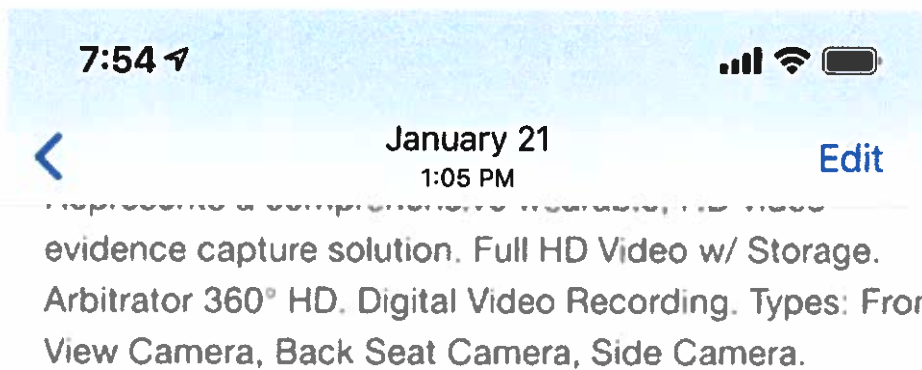 7:54
January 21
Edit
1:05 PM
evidence capture solution. Full HD Video w/ Storage.
Arbitrator 360° HD. Digital Video Recording. Types: Fron
View Camera, Back Seat Camera, Side Camera.